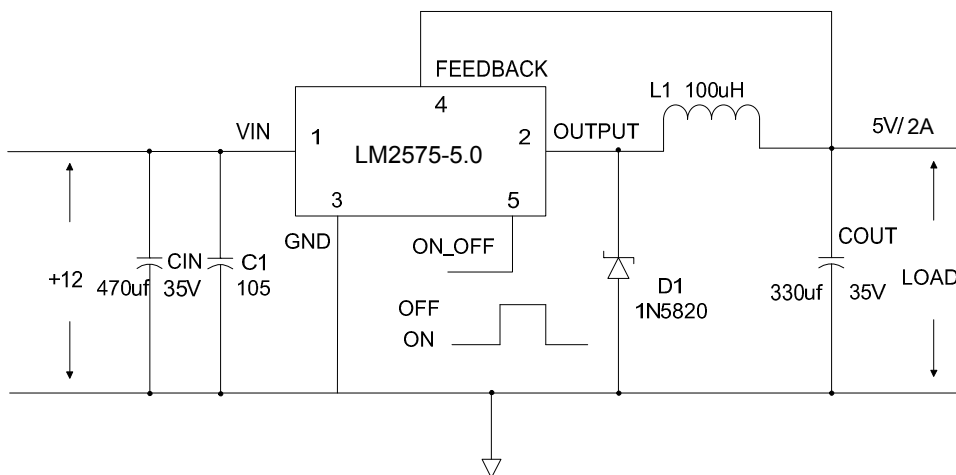 FEEDBACK
4
L1 100uH
VIN
1
LM2575-5.0
2
OUTPUT
5V/2A
3
5
GND
ON_OFF
+12
470uf
CIN
35V
C1
105
OFF
ON
D1
1N5820
COUT
330uf
35V
LOAD